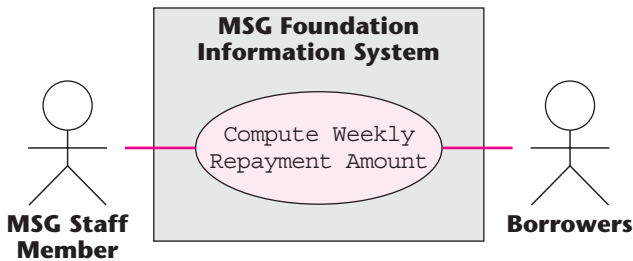 MSG Foundation
Information System
Compute Weekly
Repayment Amount
MSG Staff
Member
Borrowers